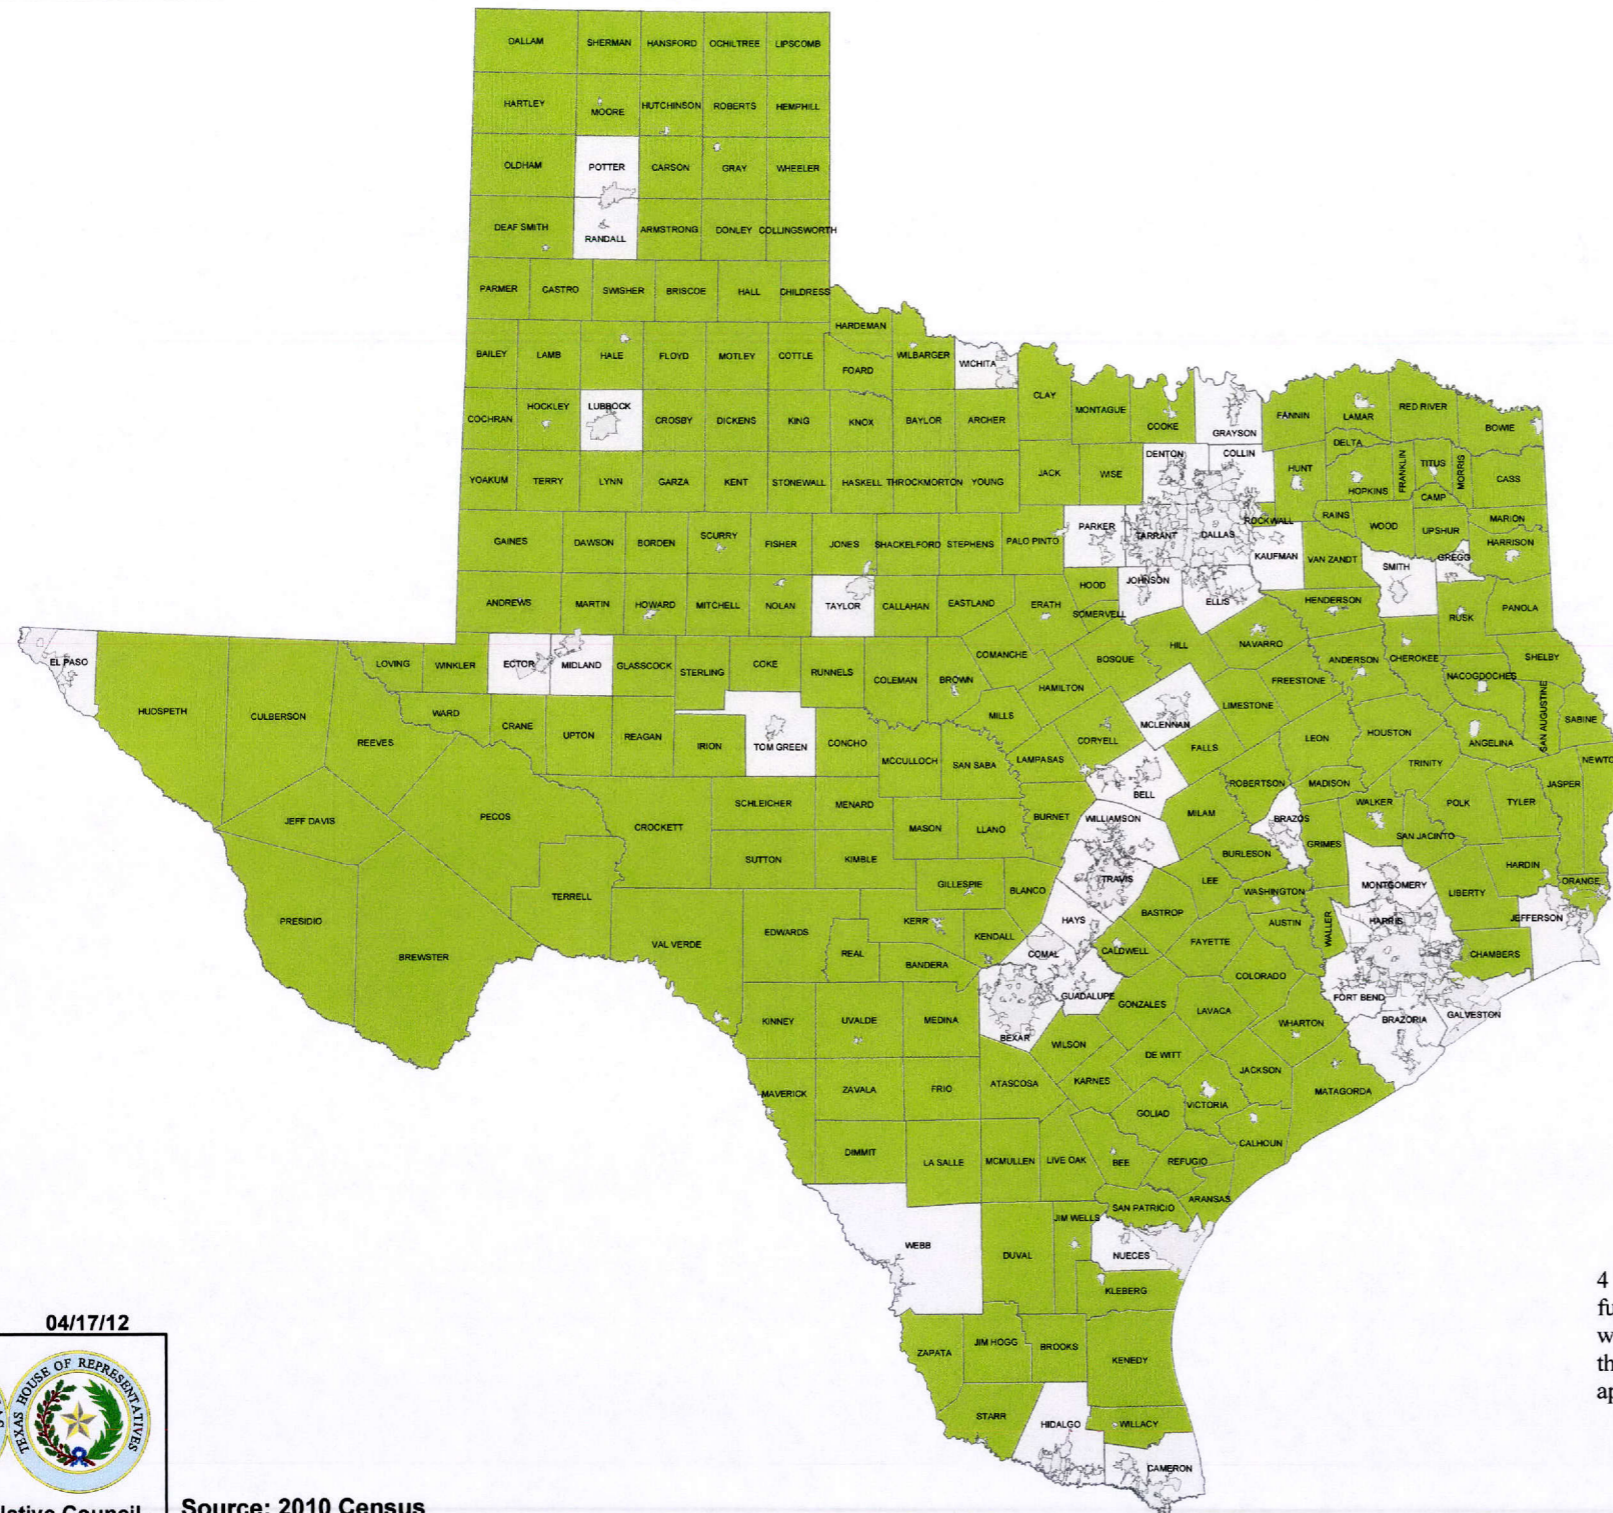 DALLAM SHERMAN HANSFORD OCHILTREE LIPSCOMB
HARTLEY MOORE HUTCHINSON ROBERTS HEMPHILL
OLDHAM POTTER CARSON GRAY WHEELER
DEAF SMITH RANDALL ARMSTRONG DONLEY COLLINGSWORTH
PARMER CASTRO SWISHER BRISCOE HALL CHILDRESS
HARDEMAN
BAILEY LAMB HALE FLOYD MOTLEY COTTLE FOARD WILBARGER WICHITA
CLAY MONTAGUE COOKE GRAYSON FANNIN LAMAR RED RIVER BOWIE
COCHRAN HOCKLEY LUBBOCK CROSBY DICKENS KING KNOX BAYLOR ARCHER
DELTA
DENTON COLLIN HUNT HOPKINS FRANKLIN TITUS MORRIS CASS
YOAKUM TERRY LYNN GARZA KENT STONEWALL HASKELL THROCKMORTON YOUNG JACK WISE
CAMP
ROCKWALL RAINS WOOD UPSHUR MARION
GAINES DAWSON BORDEN SCURRY FISHER JONES SHACKELFORD STEPHENS PALO PINTO PARKER TARRANT DALLAS
KAUFMAN VAN ZANDT SMITH GREGG HARRISON
ANDREWS MARTIN HOWARD MITCHELL NOLAN TAYLOR CALLAHAN EASTLAND ERATH HOOD SOMERVELL JOHNSON ELLIS HENDERSON RUSK PANOLA
EL PASO LOVING WINKLER ECTOR MIDLAND GLASSCOCK STERLING COKE RUNNELS COLEMAN BROWN COMANCHE BOSQUE HILL NAVARRO ANDERSON CHEROKEE SHELBY
HAMILTON FREESTONE NACOGDOCHES
HUDSPETH CULBERSON REEVES WARD CRANE UPTON REAGAN IRION TOM GREEN CONCHO MILLS MCLENNAN LIMESTONE SAN AUGUSTINE SABINE
MCCULLOCH SAN SABA LAMPASAS CORYELL FALLS LEON HOUSTON ANGELINA
BELL ROBERTSON MADISON TRINITY NEWTO
JEFF DAVIS PECOS CROCKETT SCHLEICHER MENARD MASON LLANO BURNET WILLIAMSON MILAM BRAZOS WALKER POLK TYLER JASPER
SUTTON KIMBLE BURLESON GRIMES SAN JACINTO
GILLESPIE BLANCO TRAVIS LEE WASHINGTON MONTGOMERY LIBERTY HARDIN ORANGE
PRESIDIO BREWSTER TERRELL VAL VERDE EDWARDS REAL KERR KENDALL HAYS BASTROP AUSTIN WALLER HARRIS JEFFERSON
BANDERA COMAL CALDWELL FAYETTE CHAMBERS
GUADALUPE GONZALES COLORADO FORT BEND
KINNEY UVALDE MEDINA BEXAR WILSON LAVACA WHARTON BRAZORIA GALVESTON
DE WITT
MAVERICK ZAVALA FRIO ATASCOSA KARNES GOLIAD VICTORIA JACKSON MATAGORDA
DIMMIT LA SALLE MCMULLEN LIVE OAK BEE REFUGIO CALHOUN
SAN PATRICIO ARANSAS
WEBB DUVAL JIM WELLS NUECES
KLEBERG
ZAPATA JIM HOGG BROOKS KENEDY
STARR HIDALGO WILLACY
CAMERON
4
fu
w
th
ap
04/17/12
TEXAS HOUSE OF REPRESENTATIVES
lative Council
Source: 2010 Census